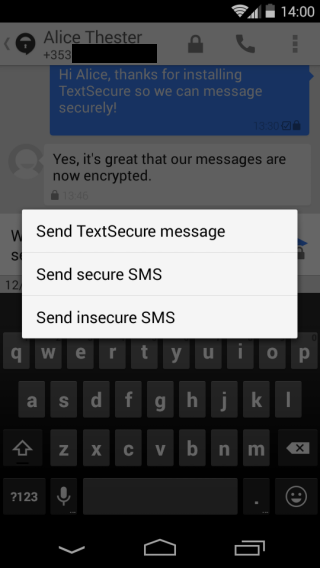 14:00
Alice Thester
+353
Hi Alice, thanks for installing
TextSecure so we can message
securely!
13:20
Yes, it's great that our messages are
now encrypted.
13:46
Send TextSecure message
Send secure SMS
Send insecure SMS
q w e r t y u i o p
a s d f g h j k l
z x c v b n m
?123 .